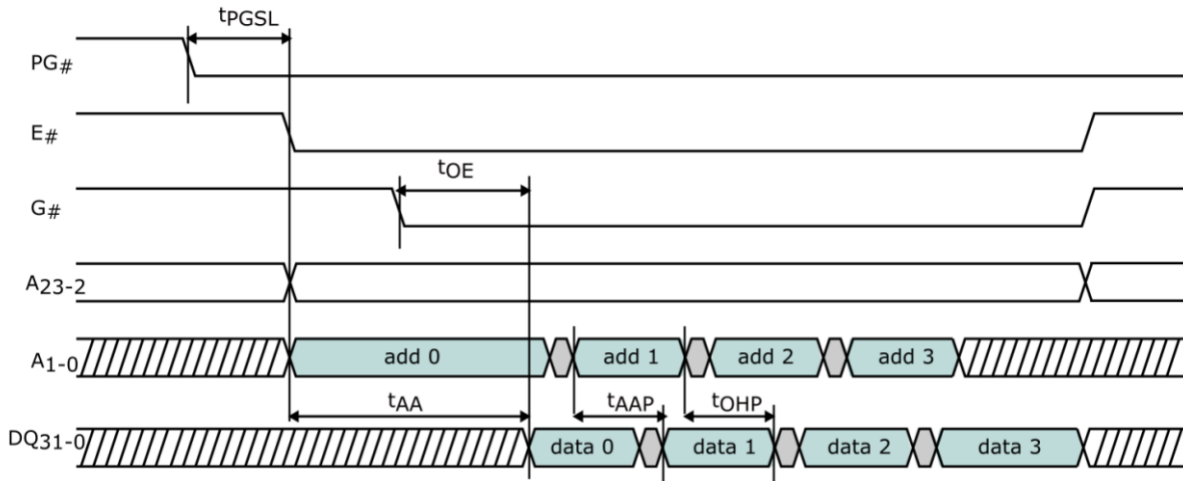 tPGSL
PG#
E#
tOE
G#
A23-2
A1-0 add 0 add 1 add 2 add 3
tAA tAAP tOHP
DQ31-0 data 0 data 1 data 2 data 3